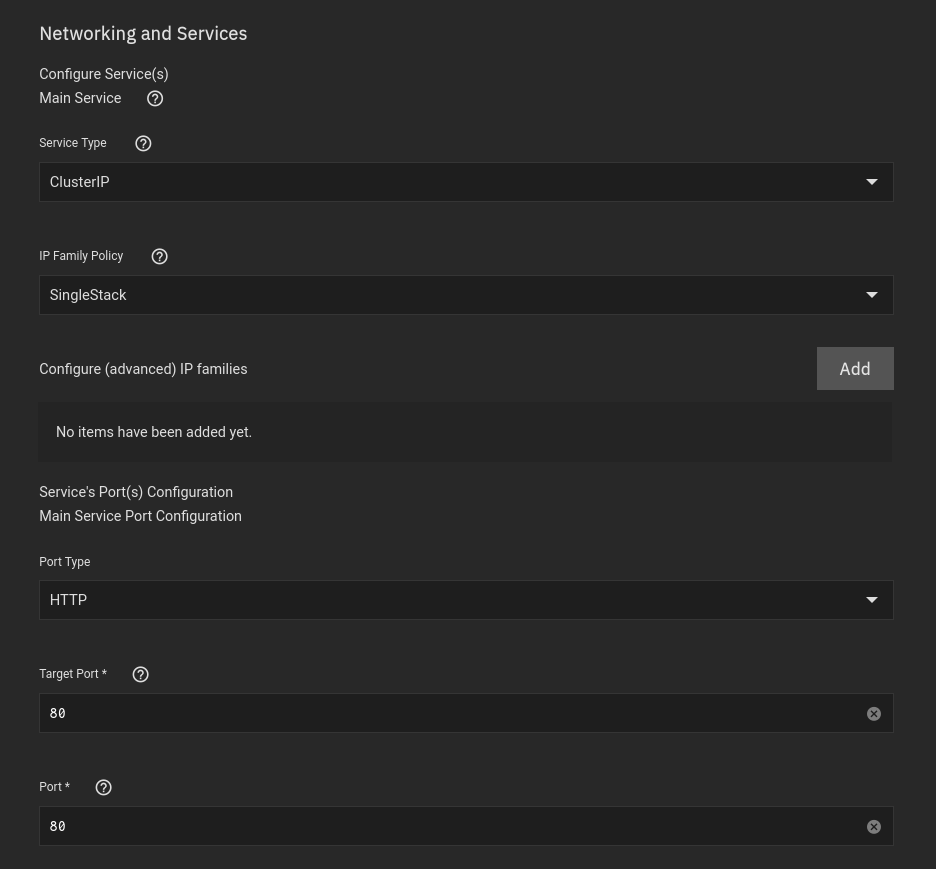 Networking and Services
Configure Service(s)
Main Service
Service Type
ClusterIP
IP Family Policy
SingleStack
Configure (advanced) IP families
Add
No items have been added yet.
Service's Port(s) Configuration
Main Service Port Configuration
Port Type
HTTP
Target Port *
80
Port *
80